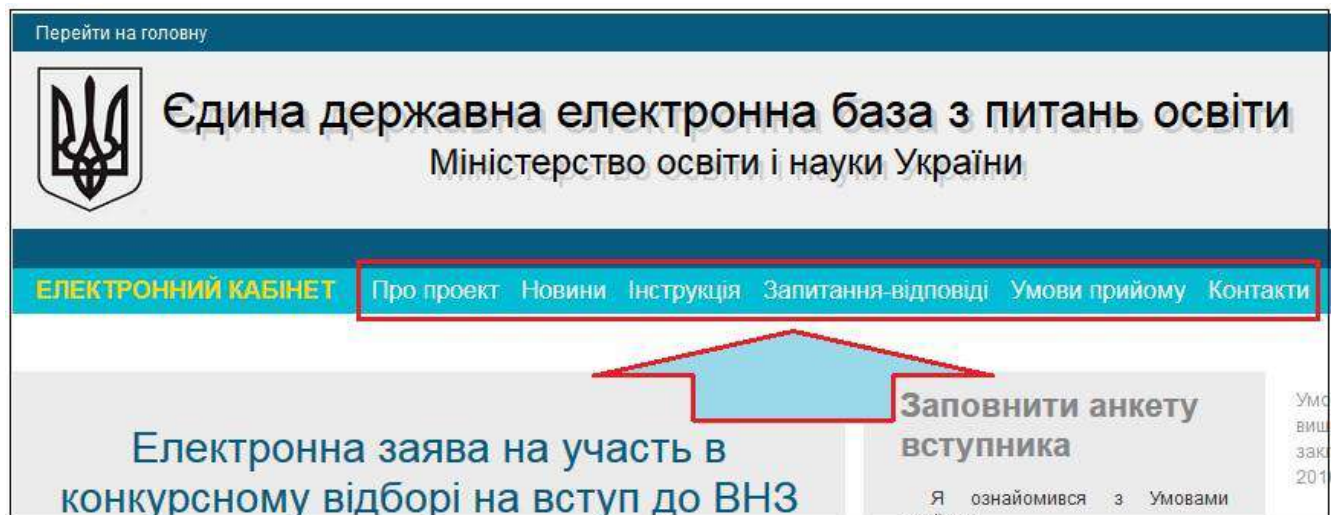 Перейти на головну
Єдина державна електронна база з питань освіти
Міністерство освіти і науки України
ЕЛЕКТРОННИЙ КАБІНЕТ Про проект Новини Інструкція Запитання-відповіді Умови прийому Контакти
Електронна заява на участь в
конкурсному відборі на вступ до ВНЗ
Заповнити анкету
вступника
Я ознайомився з Умовами